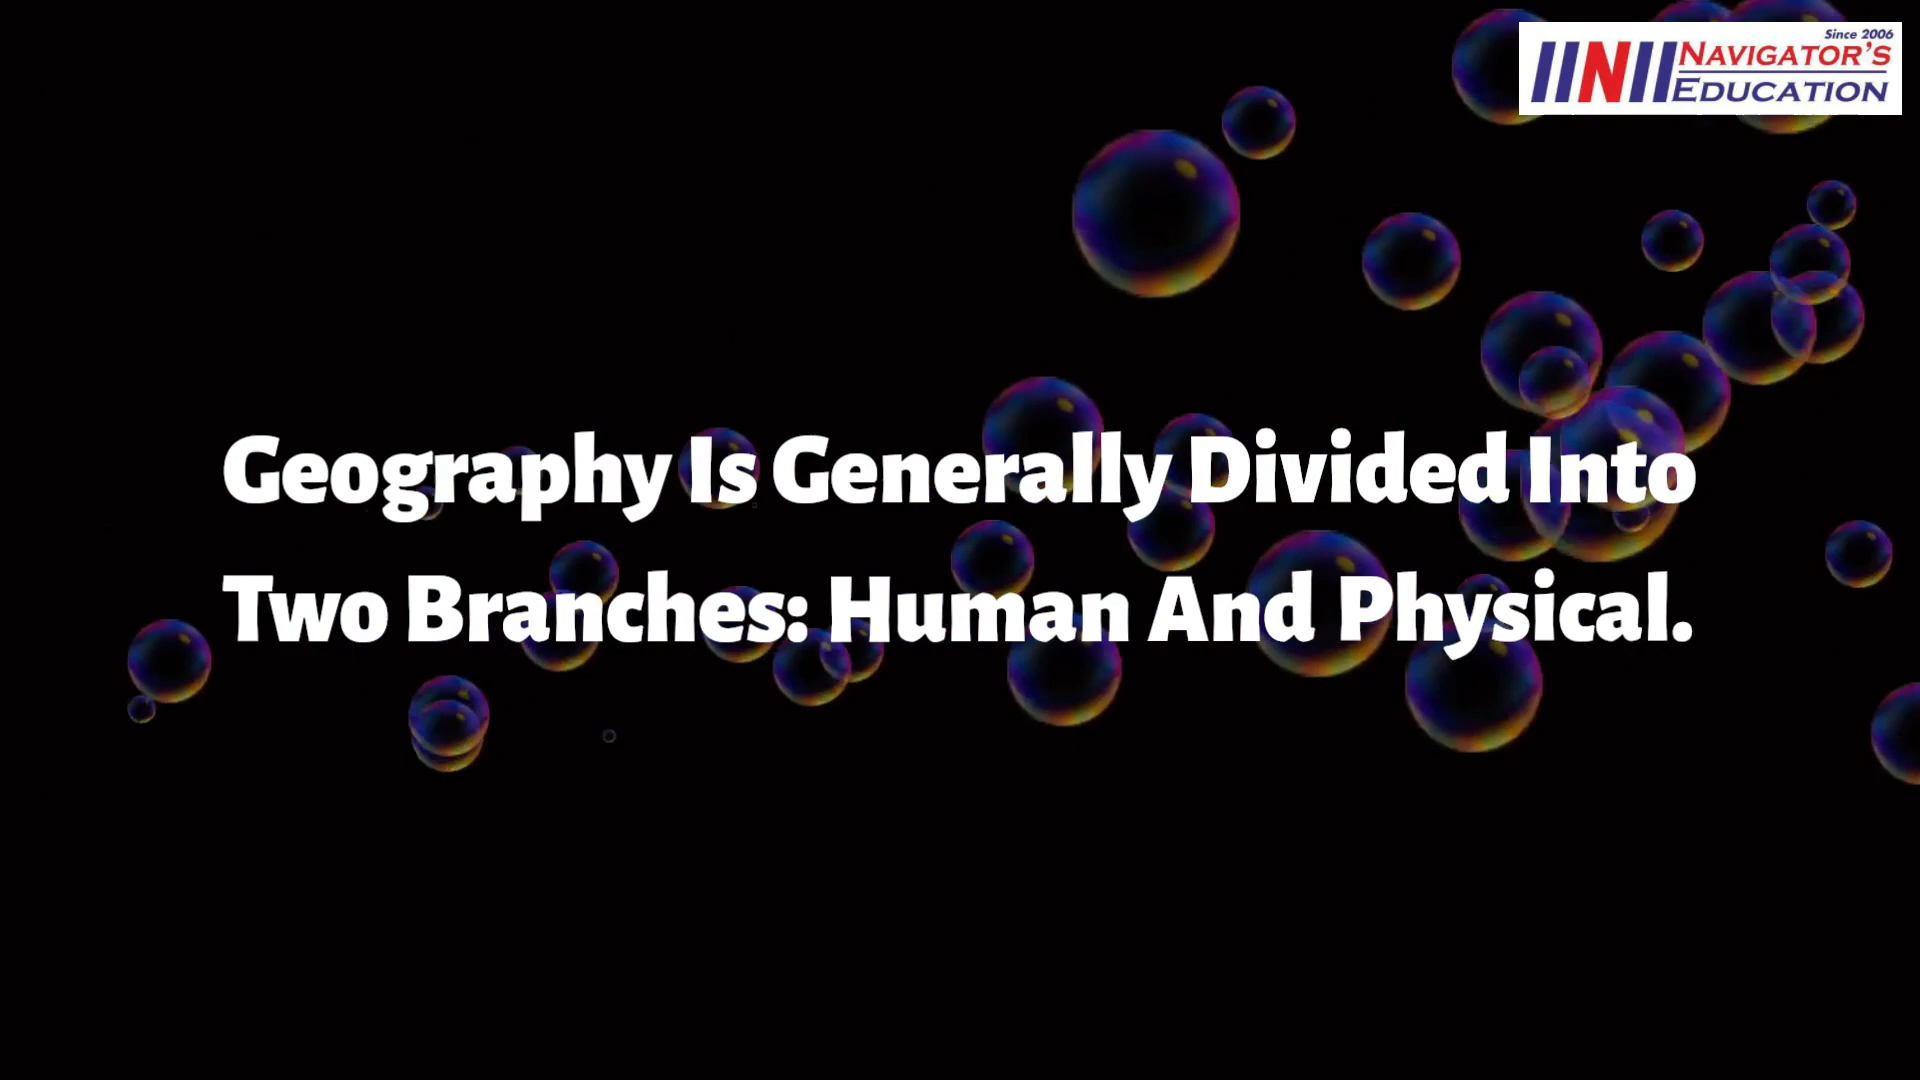 Since 2006
NAVIGATOR'S
EDUCATION
Geography Is Generally Divided Into
Two Branches: Human And Physical.